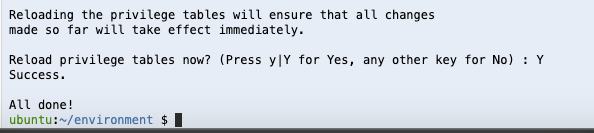 Reloading the privilege tables will ensure that all changes
made so far will take effect immediately.
Reload privilege tables now? (Press y|Y for Yes, any other key for No) : Y
Success.
All done!
ubuntu:~/environment $